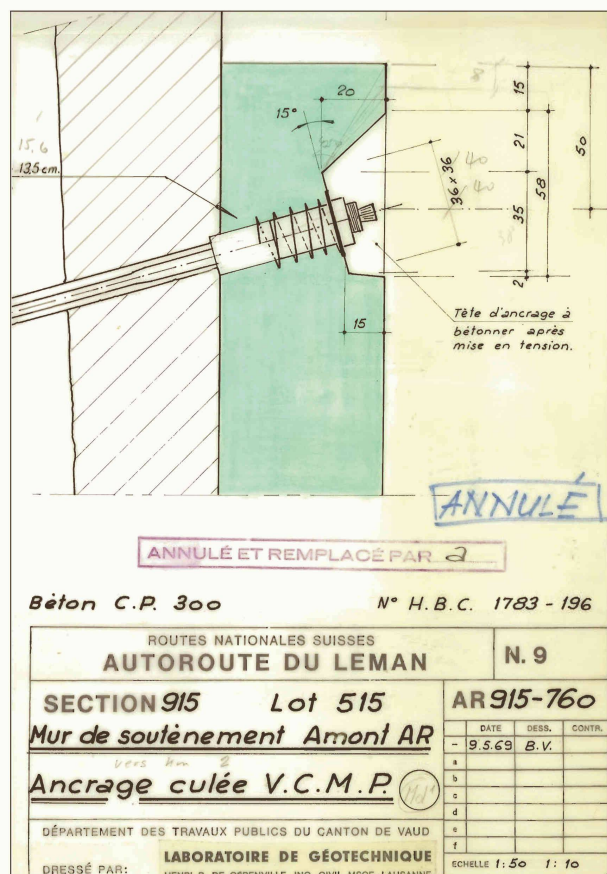 20
15
15°
21
50
15,6
13.5 cm.
36 x 36
40
40
58
35
2
15
Tête d'ancrage à
bétonner après
mise en tension.
ANNULÉ
ANNULÉ ET REMPLACÉ PAR a
Béton C.P. 300
N° H.B.C. 1783 - 196
ROUTES NATIONALES SUISSES
AUTOROUTE DU LEMAN
N. 9
SECTION 915 Lot 515
AR 915-760
Mur de soutènement Amont AR
vers km 2
Ancrage culée V.C.M.P.
DATE DESS. CONTR.
- 9.5.69 B.V.
a
b
c
d
e
f
DÉPARTEMENT DES TRAVAUX PUBLICS DU CANTON DE VAUD
DRESSÉ PAR:
LABORATOIRE DE GÉOTECHNIQUE
ECHELLE 1:50 1:10